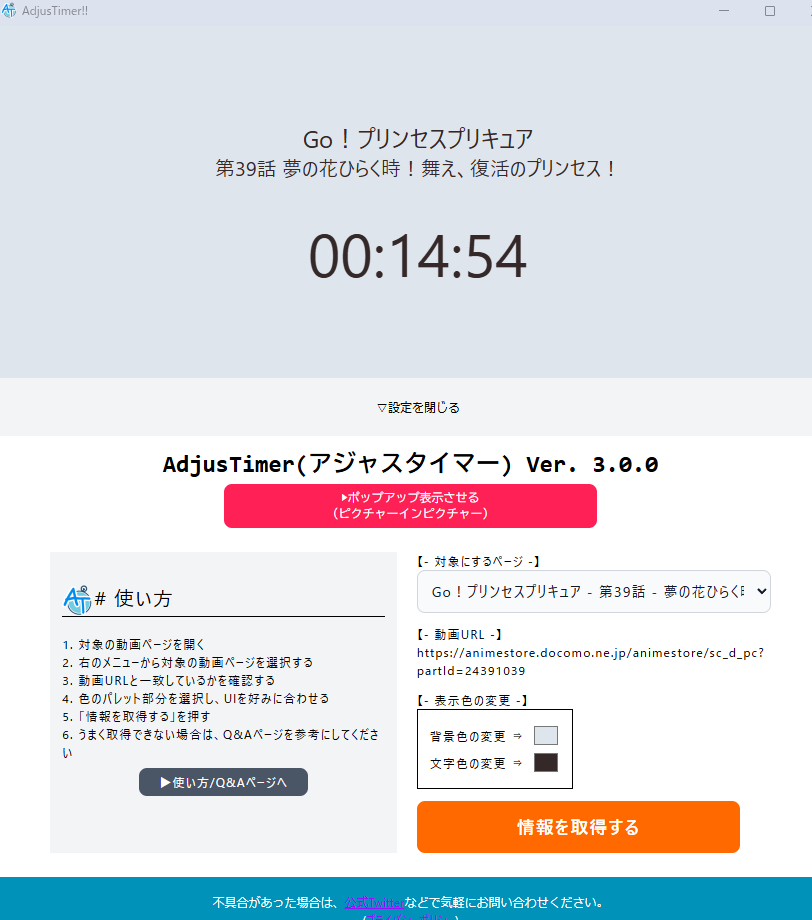 AdjusTimer!!
Go！プリンセスプリキュア
第39話 夢の花ひらく時！舞え、復活のプリンセス！
00:14:54
▽設定を閉じる
AdjusTimer(アジャスタイマー) Ver. 3.0.0
▶ポップアップ表示させる
（ピクチャーインピクチャー）
# 使い方
1. 対象の動画ページを開く
2. 右のメニューから対象の動画ページを選択する
3. 動画URLと一致しているかを確認する
4. 色のパレット部分を選択し、UIを好みに合わせる
5. 「情報を取得する」を押す
6. うまく取得できない場合は、Q&Aページを参考にしてくださ
い
▶使い方/Q&Aページへ
【- 対象にするページ -】
Go！プリンセスプリキュア - 第39話 - 夢の花ひらく時
【- 動画URL -】
https://animestore.docomo.ne.jp/animestore/sc_d_pc?
partId=24391039
【- 表示色の変更 -】
背景色の変更 ⇒
文字色の変更 ⇒
情報を取得する
不具合があった場合は、公式Twitterなどで気軽にお問い合わせください。
(プライバシーポリシー)